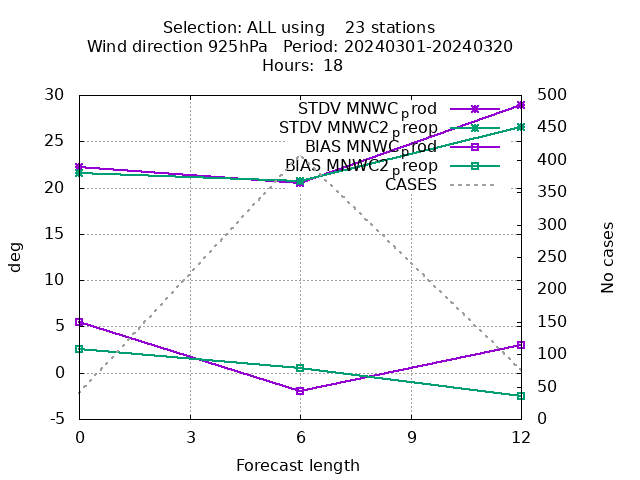 Selection: ALL using    23 stations
Wind direction 925hPa   Period: 20240301-20240320
Hours: 18
STDV MNWC_prod
STDV MNWC2_preop
BIAS MNWC_prod
BIAS MNWC2_preop
CASES
30
25
20
15
10
5
0
-5
deg
500
450
400
350
300
250
200
150
100
50
0
No cases
0 3 6 9 12
Forecast length